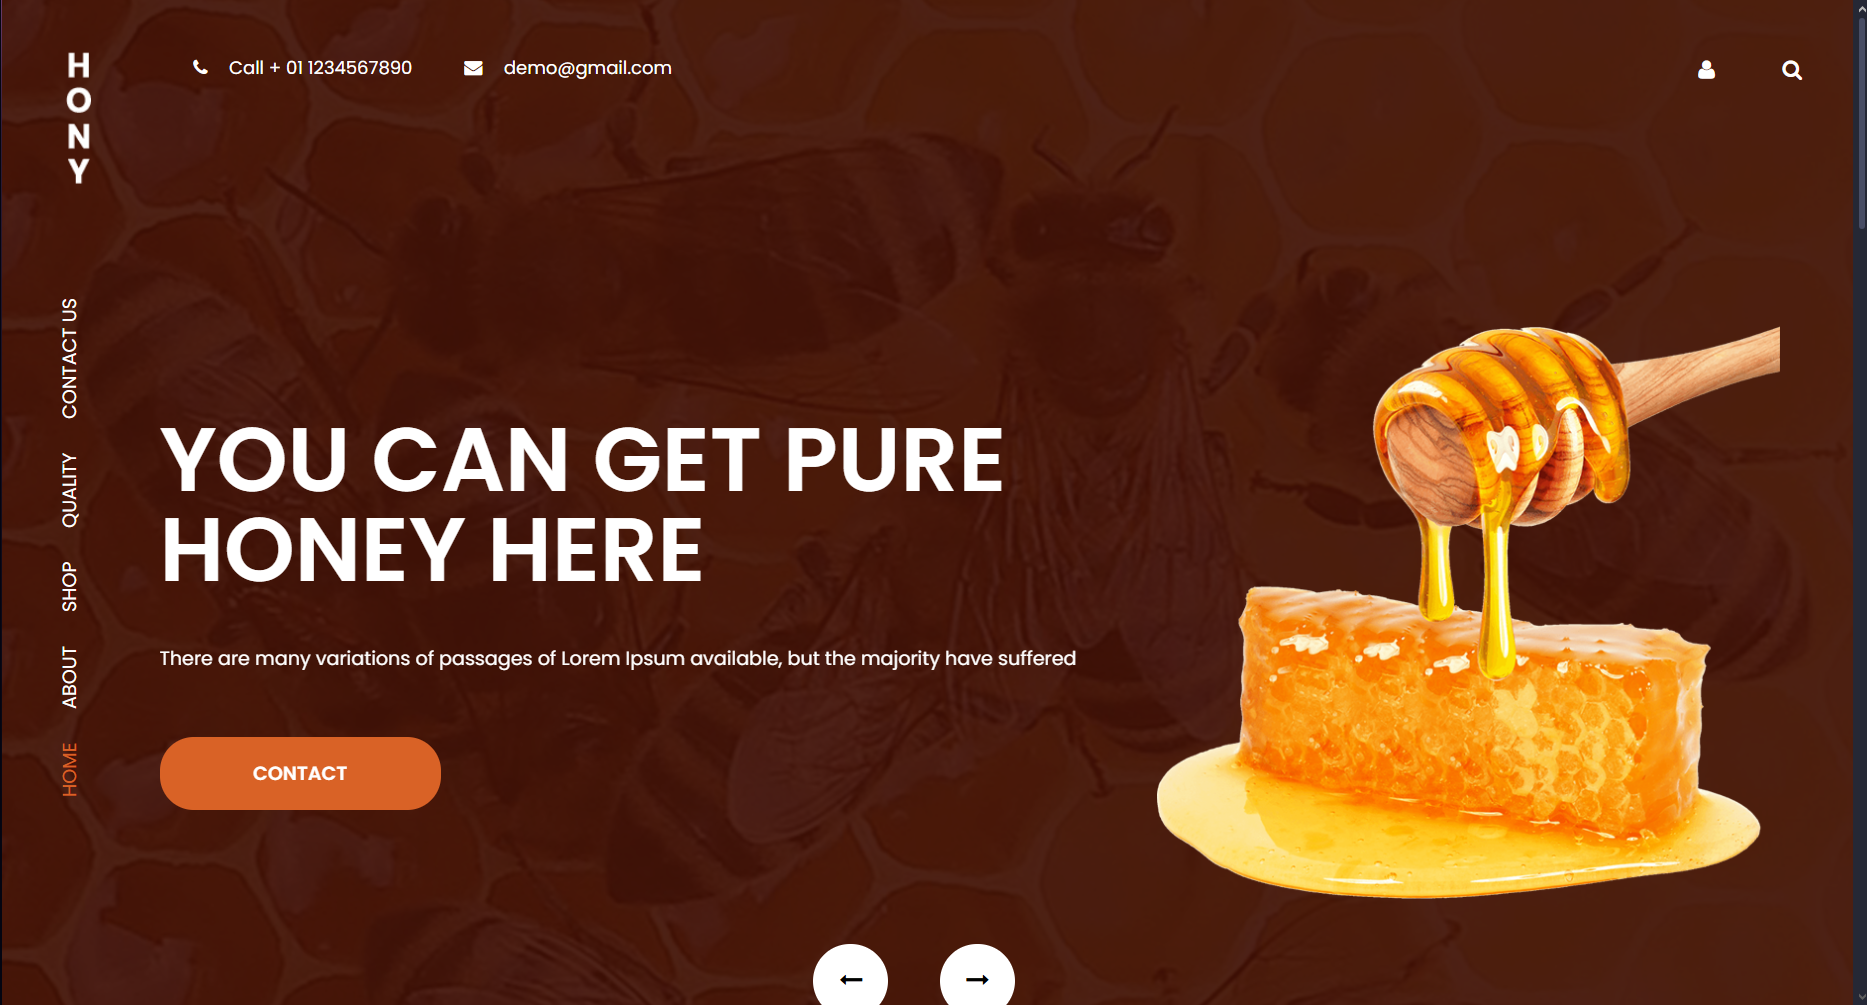 HONY
Call + 01 1234567890
demo@gmail.com
CONTACT US
QUALITY
SHOP
ABOUT
HOME
YOU CAN GET PURE
HONEY HERE
There are many variations of passages of Lorem Ipsum available, but the majority have suffered
CONTACT